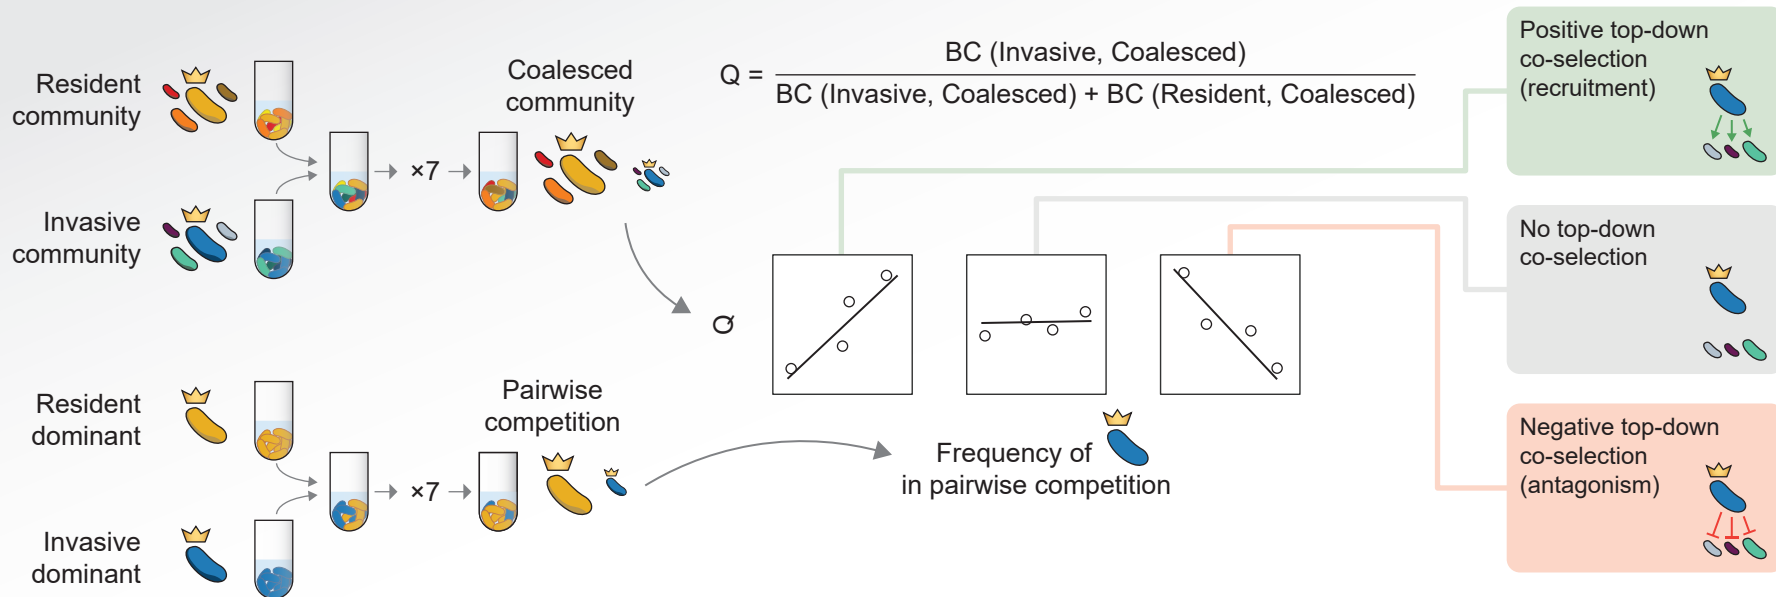 Resident
community
Invasive
community
×7
Coalesced
community
Q =
BC (Invasive, Coalesced)
BC (Invasive, Coalesced) + BC (Resident, Coalesced)
Resident
dominant
Invasive
dominant
×7
Pairwise
competition
Q
Frequency of
in pairwise competition
Positive top-down
co-selection
(recruitment)
No top-down
co-selection
Negative top-down
co-selection
(antagonism)